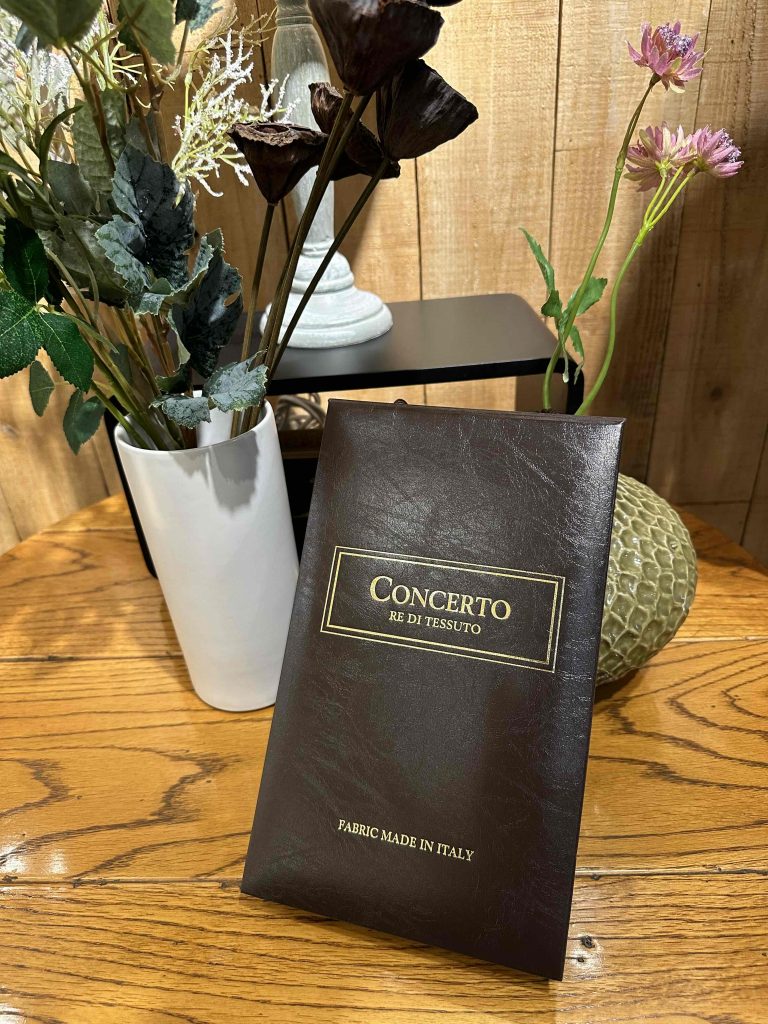 CONCERTO
RE DI TESSUTO
FABRIC MADE IN ITALY